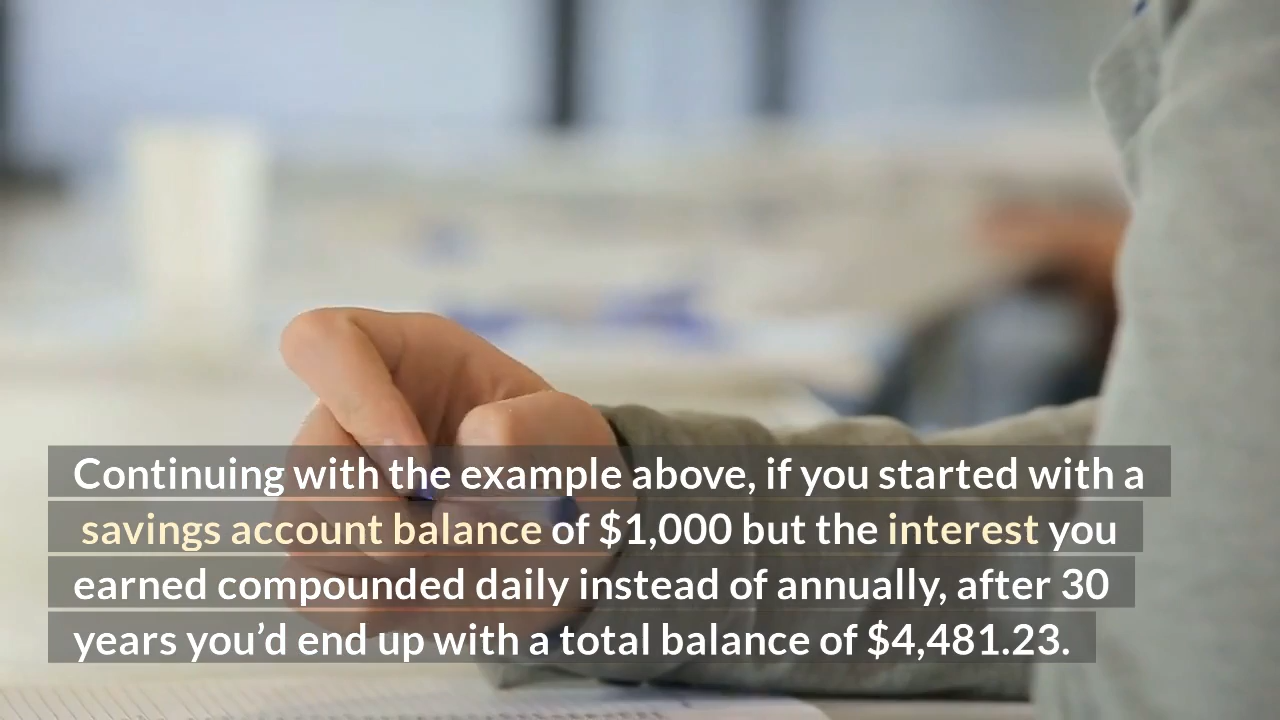 Continuing with the example above, if you started with a
savings account balance of $1,000 but the interest you
earned compounded daily instead of annually, after 30
years you’d end up with a total balance of $4,481.23.